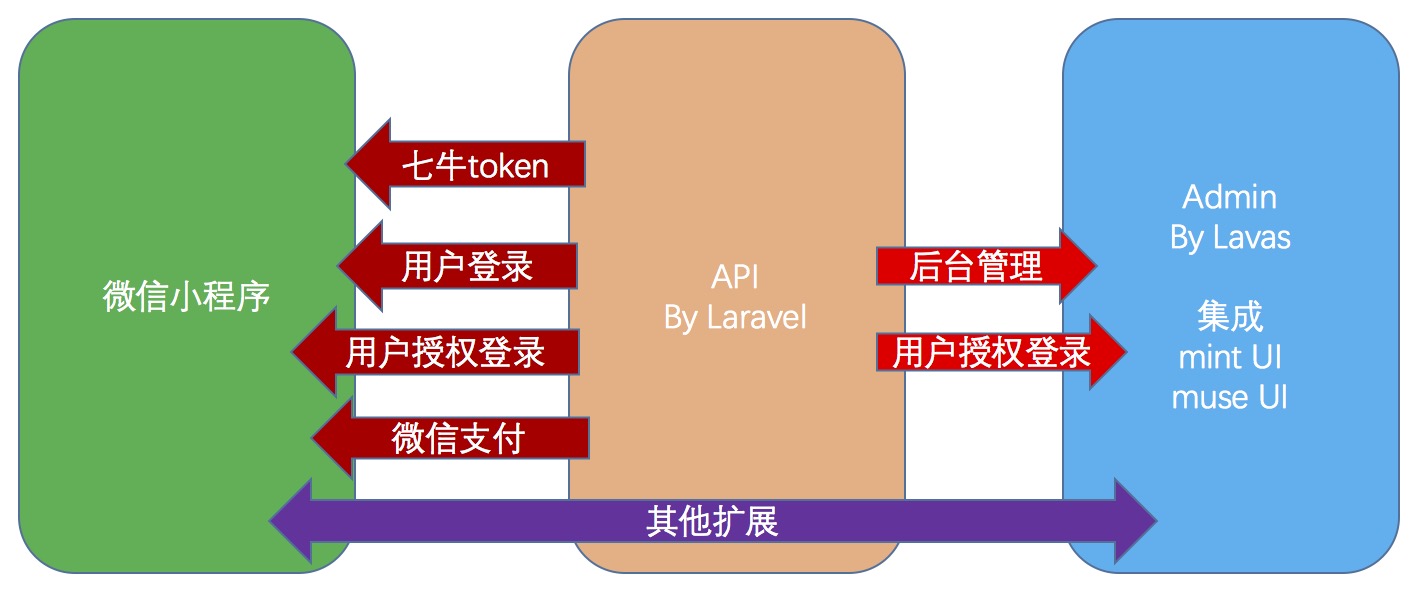 微信小程序
七牛token
用户登录
用户授权登录
微信支付
API
By Laravel
后台管理
用户授权登录
Admin
By Lavas
集成
mint UI
muse UI
其他扩展